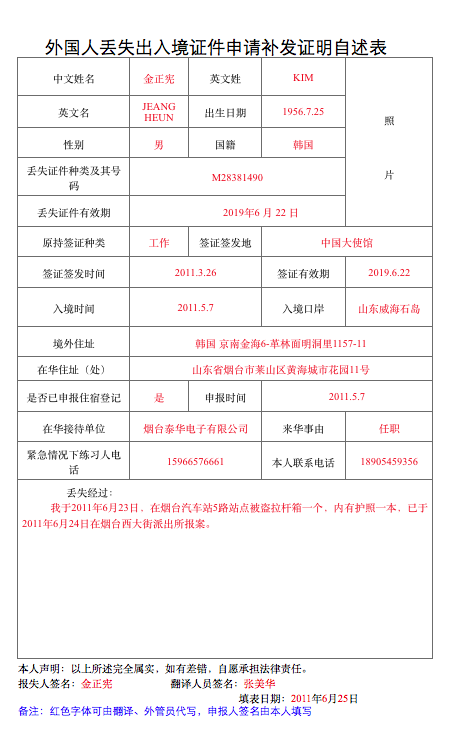 外国人丢失出入境证件申请补发证明自述表
中文姓名 金正宪 英文姓 KIM
照
片
英文名 JEANG HEUN 出生日期 1956.7.25
性别 男 国籍 韩国
丢失证件种类及其号码 M28381490
丢失证件有效期 2019年6 月 22 日
原持签证种类 工作 签证签发地 中国大使馆
签证签发时间 2011.3.26 签证有效期 2019.6.22
入境时间 2011.5.7 入境口岸 山东威海石岛
境外住址 韩国 京南金海6-革林面明洞里1157-11
在华住址（处） 山东省烟台市莱山区黄海城市花园11号
是否已申报住宿登记 是 申报时间 2011.5.7
在华接待单位 烟台泰华电子有限公司 来华事由 任职
紧急情况下练习人电话 15966576661 本人联系电话 18905459356
丢失经过：
我于2011年6月23日，在烟台汽车站5路站点被盗拉杆箱一个，内有护照一本，已于
2011年6月24日在烟台西大街派出所报案。
本人声明：以上所述完全属实，如有差错，自愿承担法律责任。
报失人签名：金正宪 翻译人员签名：张美华
填表日期：2011年6月25日
备注：红色字体可由翻译、外管员代写，申报人签名由本人填写